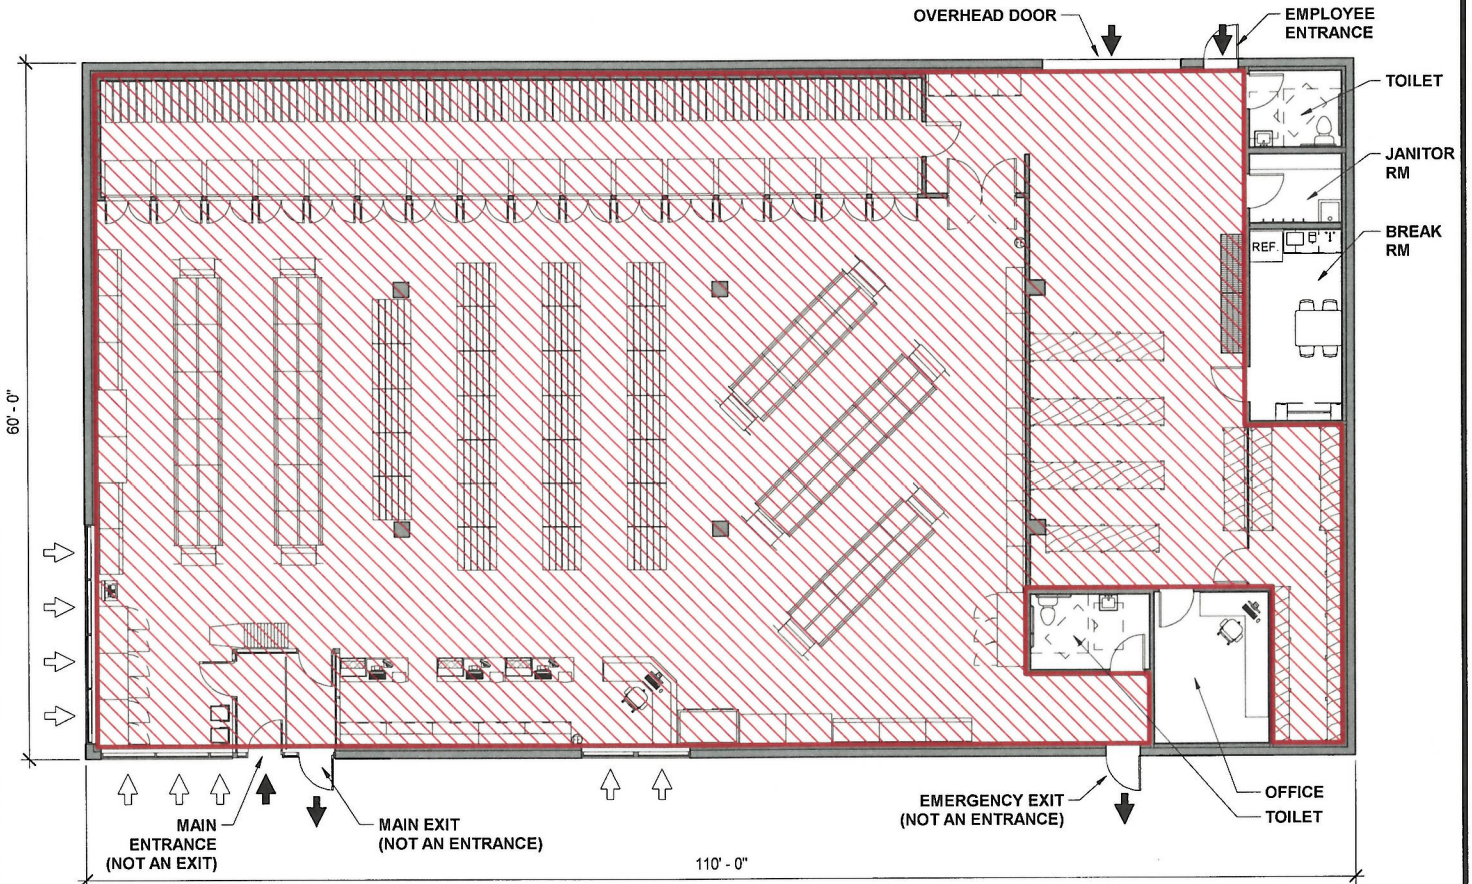 OVERHEAD DOOR
EMPLOYEE
ENTRANCE
TOILET
JANITOR
RM
BREAK
RM
REF.
60' - 0"
OFFICE
TOILET
EMERGENCY EXIT
(NOT AN ENTRANCE)
MAIN EXIT
(NOT AN ENTRANCE)
MAIN
ENTRANCE
(NOT AN EXIT)
110' - 0"